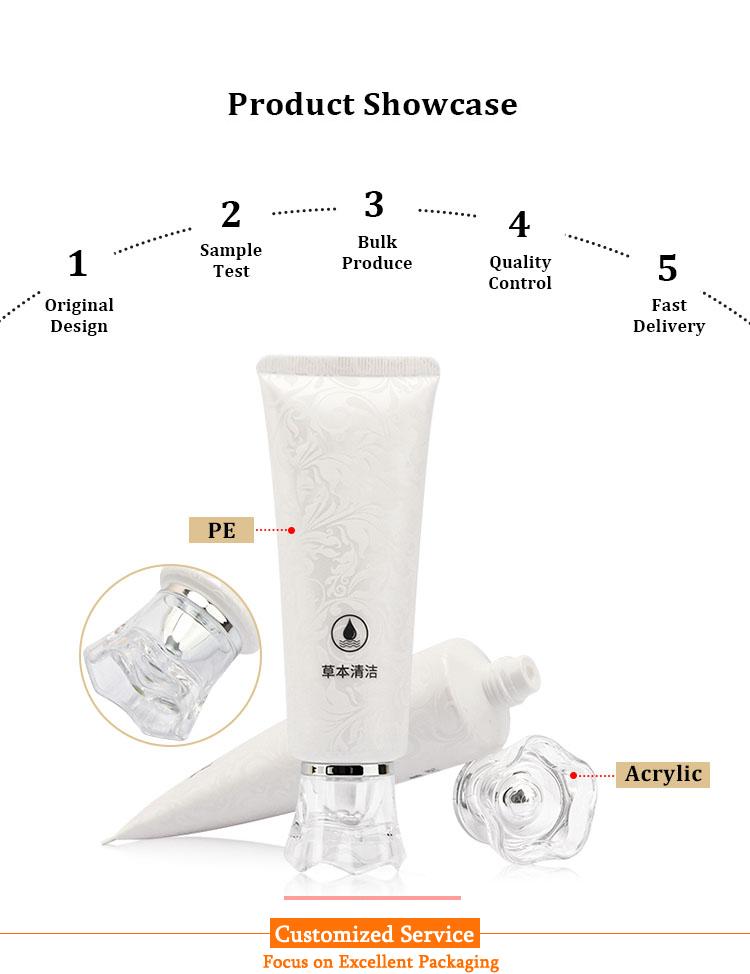 Product Showcase
1
Original
Design
2
Sample
Test
3
Bulk
Produce
4
Quality
Control
5
Fast
Delivery
PE
草本清洁
Acrylic
Customized Service
Focus on Excellent Packaging